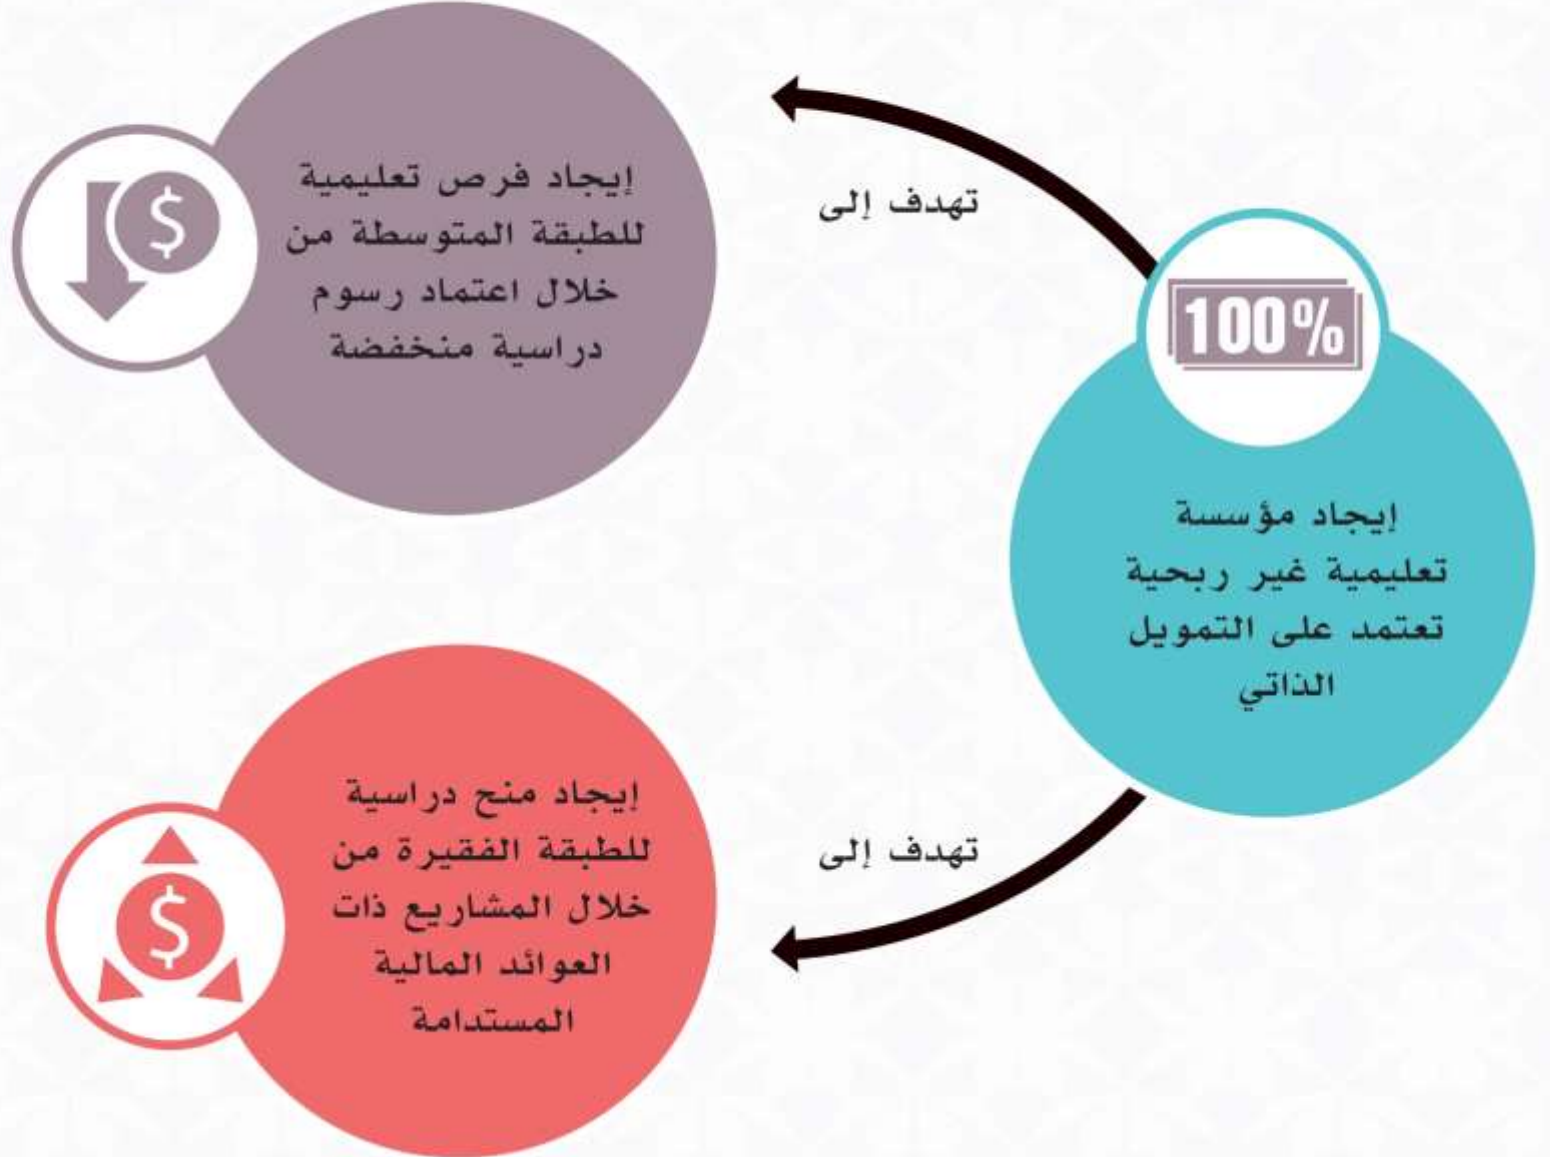 100%
إيجاد مؤسسة
تعليمية غير ربحية
تعتمد على التمويل
الذاتي
تهدف إلى
إيجاد فرص تعليمية
للطبقة المتوسطة من
خلال اعتماد رسوم
دراسية منخفضة
$
تهدف إلى
إيجاد منح دراسية
للطبقة الفقيرة من
خلال المشاريع ذات
العوائد المالية
المستدامة
$